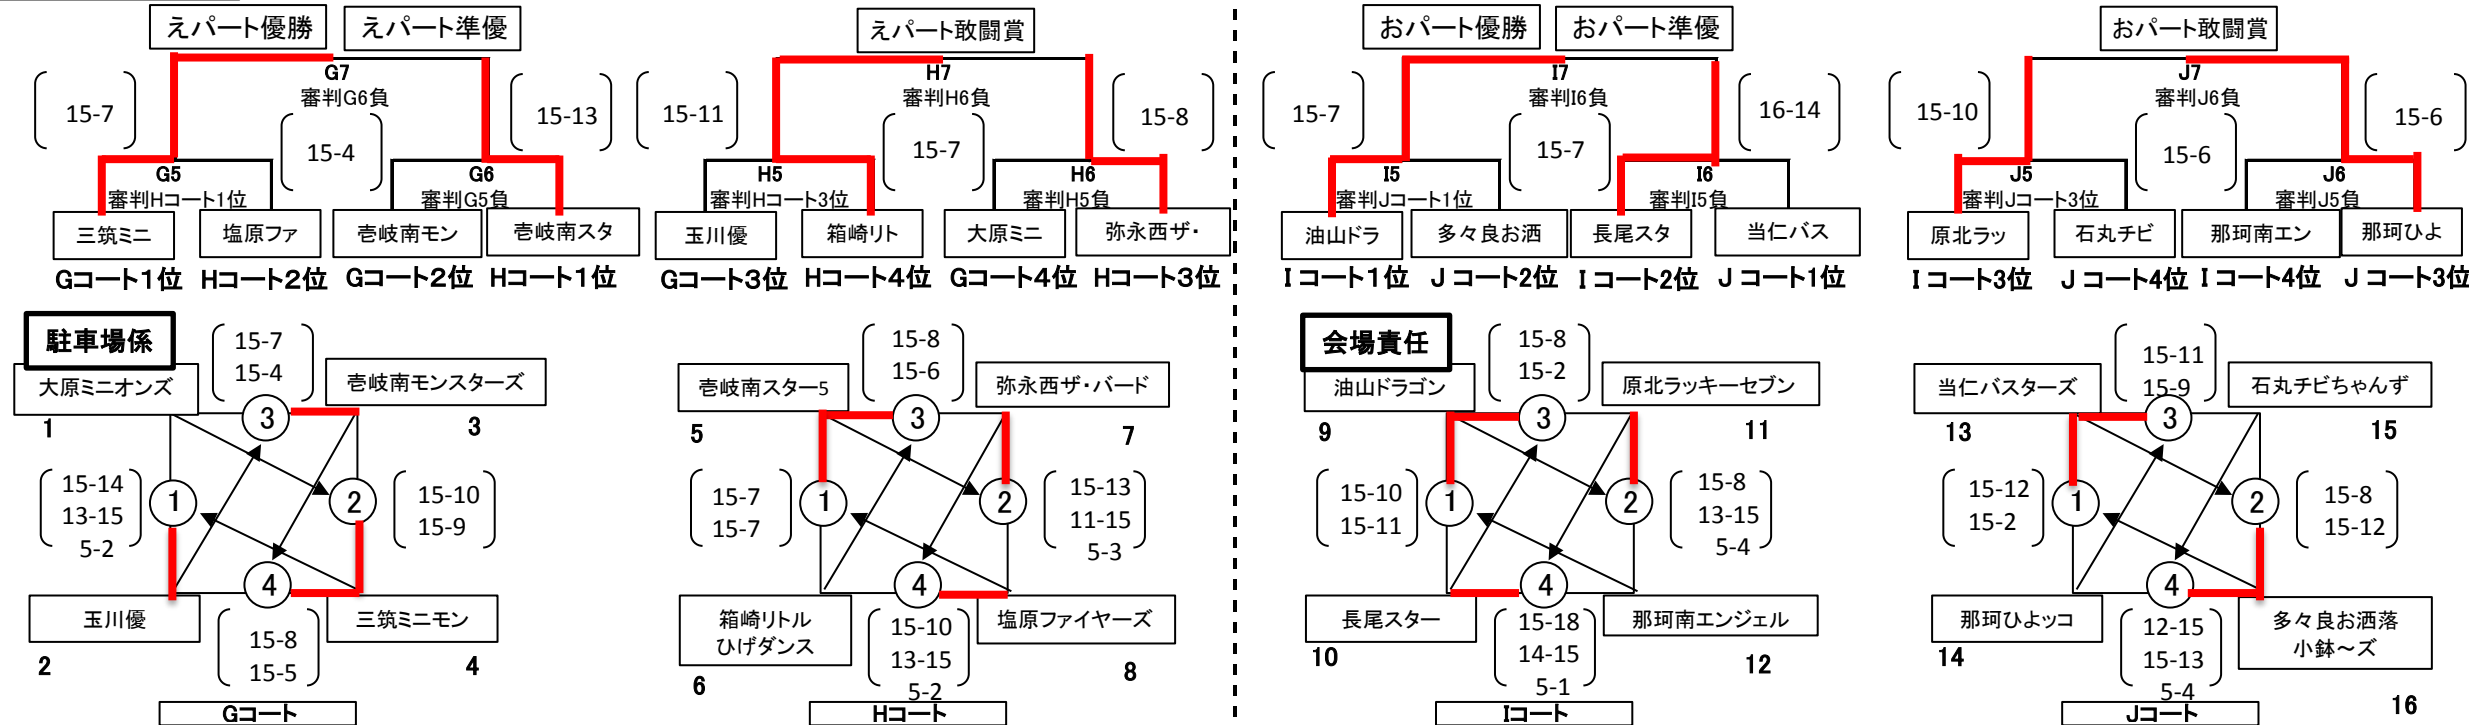 えパート優勝 えパート準優 えパート敢闘賞 おパート優勝 おパート準優 おパート敢闘賞
G7 H7 I7 J7
審判G6負 審判H6負 審判I6負 審判J6負
15-7 15-4 15-13 15-11 15-7 15-8 15-7 15-7 16-14 15-10 15-6 15-6
G5 G6 H5 H6 I5 I6 J5 J6
審判Hコート1位 審判G5負 審判Hコート3位 審判H5負 審判Jコート1位 審判I5負 審判Jコート3位 審判J5負
三筑ミニ 塩原ファ 壱岐南モン 壱岐南スタ 玉川優 箱崎リト 大原ミニ 弥永西ザ・ 油山ドラ 多々良お洒 長尾スタ 当仁バス 原北ラッ 石丸チビ 那珂南エン 那珂ひよ
Gコート1位 Hコート2位 Gコート2位 Hコート1位 Gコート3位 Hコート4位 Gコート4位 Hコート3位 Iコート1位 Jコート2位 Iコート2位 Jコート1位 Iコート3位 Jコート4位 Iコート4位 Jコート3位
駐車場係
大原ミニオンズ
1
15-7
15-4
③
壱岐南モンスターズ
3
15-14
13-15
5-2
①
②
15-10
15-9
④
玉川優
2
15-8
15-5
三筑ミニモン
4
Gコート
壱岐南スター5
5
15-8
15-6
③
弥永西ザ・バード
7
15-7
15-7
①
②
15-13
11-15
5-3
④
箱崎リトル
ひげダンス
6
15-10
13-15
5-2
塩原ファイヤーズ
8
Hコート
会場責任
油山ドラゴン
9
15-8
15-2
③
原北ラッキーセブン
11
15-10
15-11
①
②
15-8
13-15
5-4
④
長尾スター
10
15-18
14-15
5-1
那珂南エンジェル
12
Iコート
当仁バスターズ
13
15-11
15-9
③
石丸チビちゃんず
15
15-12
15-2
①
②
15-8
15-12
④
那珂ひよッコ
14
12-15
15-13
5-4
多々良お洒落
小鉢～ズ
16
Jコート